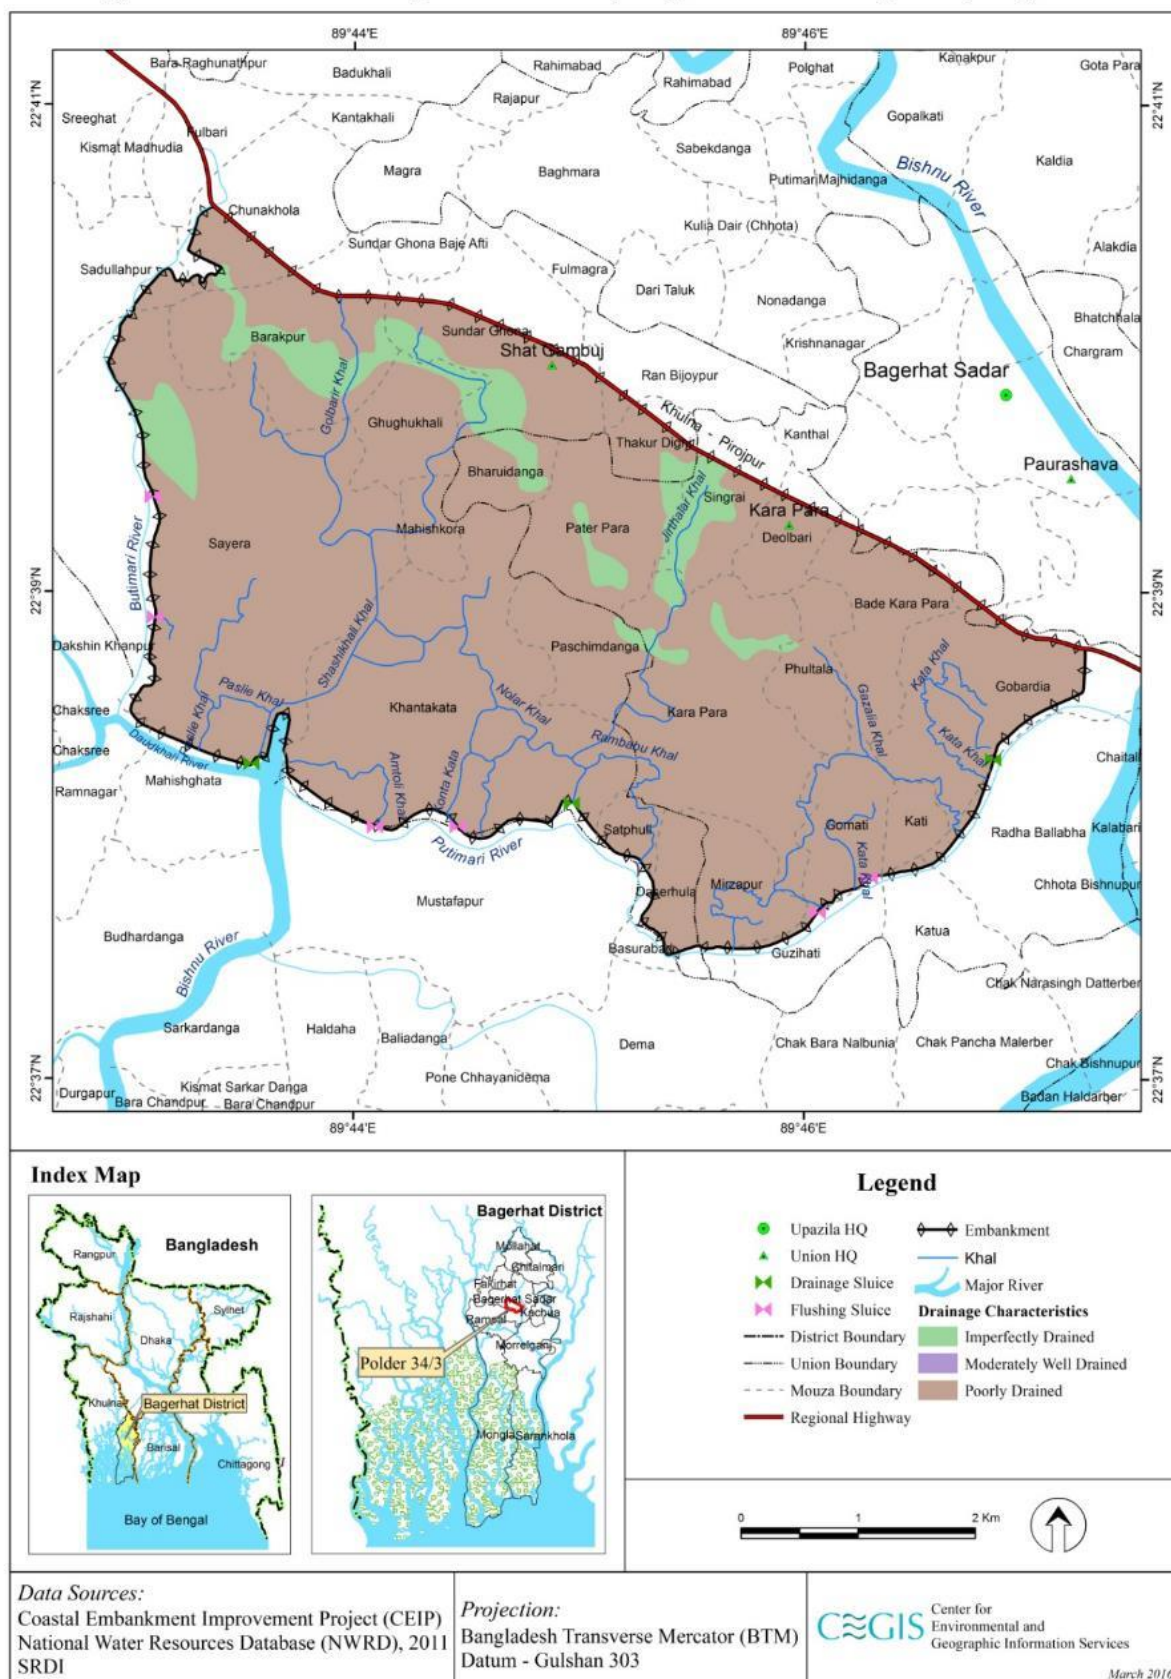 89°44'E
89°46'E
22°41'N
22°41'N
Bara Raghunathpur
Badukhali
Rahimabad
Rahimabad
Polghat
Kanakpur
Gota Para
Sreeghat
Fulbari
Kismat Madhudia
Kantakhali
Rajapur
Gopalkati
Magra
Baghmara
Sabekdanga
Putimari Majhidanga
Bishnu River
Kaldia
Chunakhola
Sundar Ghona Baje Afti
Kulia Dair (Chhota)
Alakdia
Sadullahpur
Fulmagra
Dari Taluk
Nonadanga
Bhatchhala
Barakpur
Sundar Ghona
Shat Gambuj
Krishnanagar
Chargram
Golbarir Khal
Ran Bijoypur
Bagerhat Sadar
Ghughukhali
Khulna - Pirojpur
Thakur Dighir
Kanthal
Bharuidanga
Paurashava
Singrai
Jirthalar Khal
Kara Para
Mahishkora
Pater Para
Deolbari
Sayera
Butimari River
22°39'N
22°39'N
Bade Kara Para
Dakshin Khanpur
Shashikhali Khal
Paschimdanga
Phultala
Kata Khal
Paslie Khal
Gobardia
Chaksree
Khantakata
Nolar Khal
Kara Para
Gazalia Khal
Chaksree
Daudkhari River
Rambabu Khal
Kata Khal
Chaitali
Mahishghata
Ramnagar
Amtoli Khal
Konta Kata
Putimari River
Satphuli
Gomati
Kati
Radha Ballabha
Kalabari
Kata Khal
Mirzapur
Chhota Bishnupur
Mustafapur
Budhardanga
Basurabad
Guzihati
Katua
Bishnu River
Chak Narasingh Datterber
Sarkardanga
Haldaha
Baliadanga
Dema
Chak Bara Nalbunia
Chak Pancha Malerber
Chak Bishnupur
22°37'N
22°37'N
Durgapur
Kismat Sarkar Danga
Pone Chhayanidema
Bara Chandpur
Bara Chandpur
Badan Haldarber
89°44'E
89°46'E
Index Map
Bangladesh
Rangpur
Rajshahi
Sylhet
Dhaka
Khulna
Bagerhat District
Barisal
Chittagong
Bay of Bengal
Bagerhat District
Mollahat
Chitalmari
Fakirhat
Bagerhat Sadar
Kachua
Rampal
Morrelganj
Polder 34/3
Mongla
Sarankhola
Legend
Upazila HQ
Union HQ
Drainage Sluice
Flushing Sluice
District Boundary
Union Boundary
Mouza Boundary
Regional Highway
Embankment
Khal
Major River
Drainage Characteristics
Imperfectly Drained
Moderately Well Drained
Poorly Drained
0 1 2 Km
Data Sources:
Coastal Embankment Improvement Project (CEIP)
National Water Resources Database (NWRD), 2011
SRDI
Projection:
Bangladesh Transverse Mercator (BTM)
Datum - Gulshan 303
CEGIS
Center for
Environmental and
Geographic Information Services
March 2016